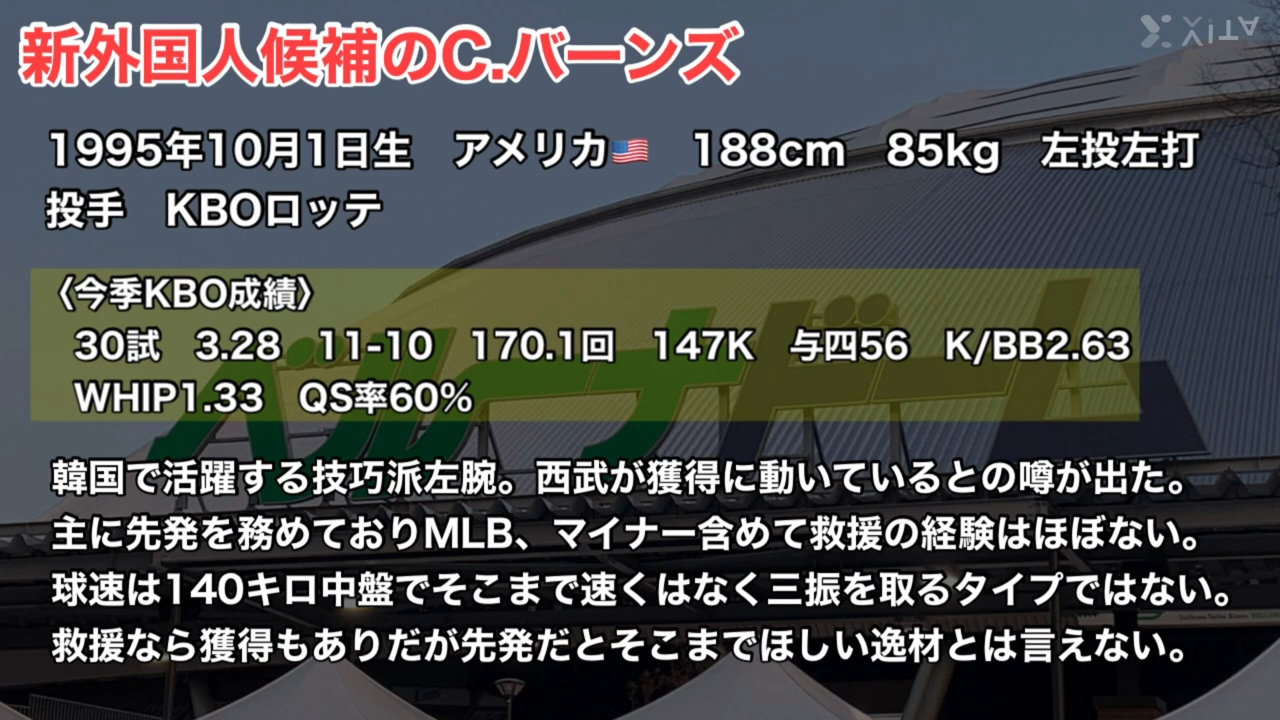 新外国人候補のC.バーンズ
XiTVA
1995年10月1日生　アメリカ🇺🇸　188cm　85kg　左投左打
投手　KBOロッテ
〈今季KBO成績〉
30試　3.28　11-10　170.1回　147K　与四56　K/BB2.63
WHIP1.33　QS率60%
ベルーナドーム
韓国で活躍する技巧派左腕。西武が獲得に動いているとの噂が出た。
主に先発を務めておりMLB、マイナー含めて救援の経験はほぼない。
球速は140キロ中盤でそこまで速くはなく三振を取るタイプではない。
救援なら獲得もありだが先発だとそこまでほしい逸材とは言えない。